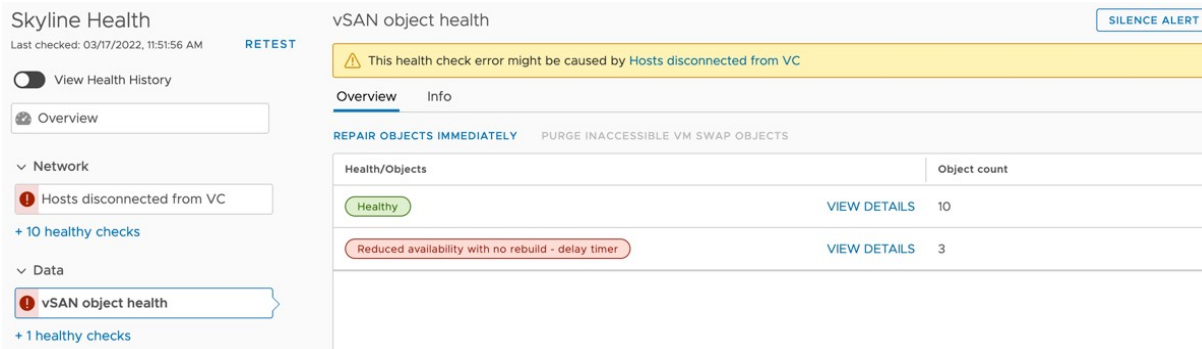 Skyline Health
Last checked: 03/17/2022, 11:51:56 AM RETEST
View Health History
Overview
Network
Hosts disconnected from VC
+ 10 healthy checks
Data
vSAN object health
+ 1 healthy checks
vSAN object health SILENCE ALERT
This health check error might be caused by Hosts disconnected from VC
Overview Info
REPAIR OBJECTS IMMEDIATELY PURGE INACCESSIBLE VM SWAP OBJECTS
Health/Objects Object count
Healthy VIEW DETAILS 10
Reduced availability with no rebuild - delay timer VIEW DETAILS 3